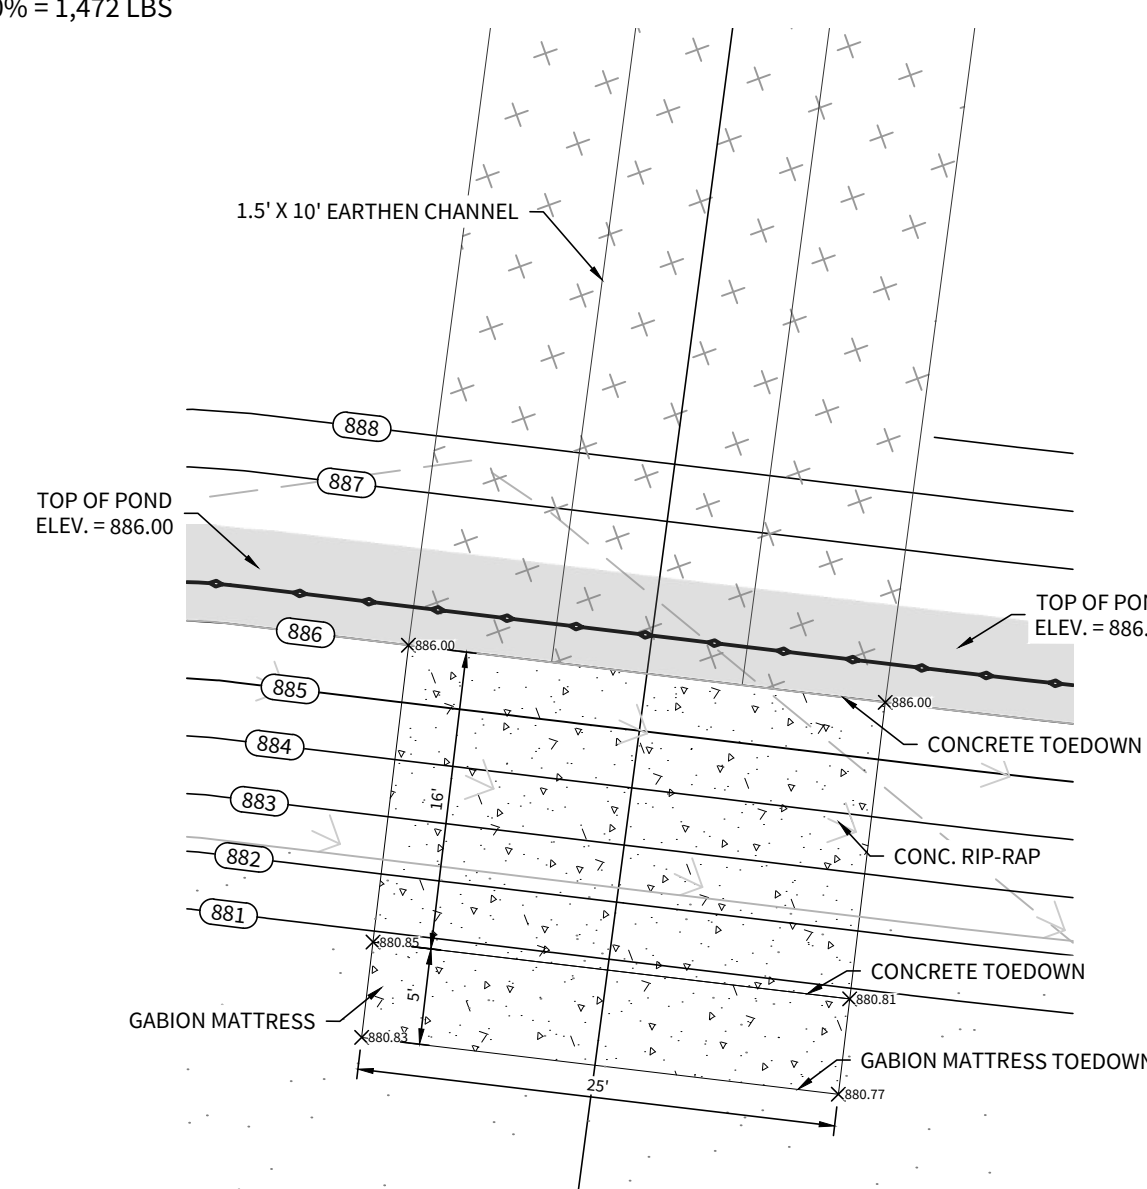 0% = 1,472 LBS
1.5' X 10' EARTHEN CHANNEL
888
887
TOP OF POND
ELEV. = 886.00
TOP OF PON
ELEV. = 886.
886
886.00
885
886.00
884
CONCRETE TOEDOWN
16'
883
882
CONC. RIP-RAP
881
880.85
CONCRETE TOEDOWN
5'
880.81
GABION MATTRESS
880.83
GABION MATTRESS TOEDOWN
25'
880.77